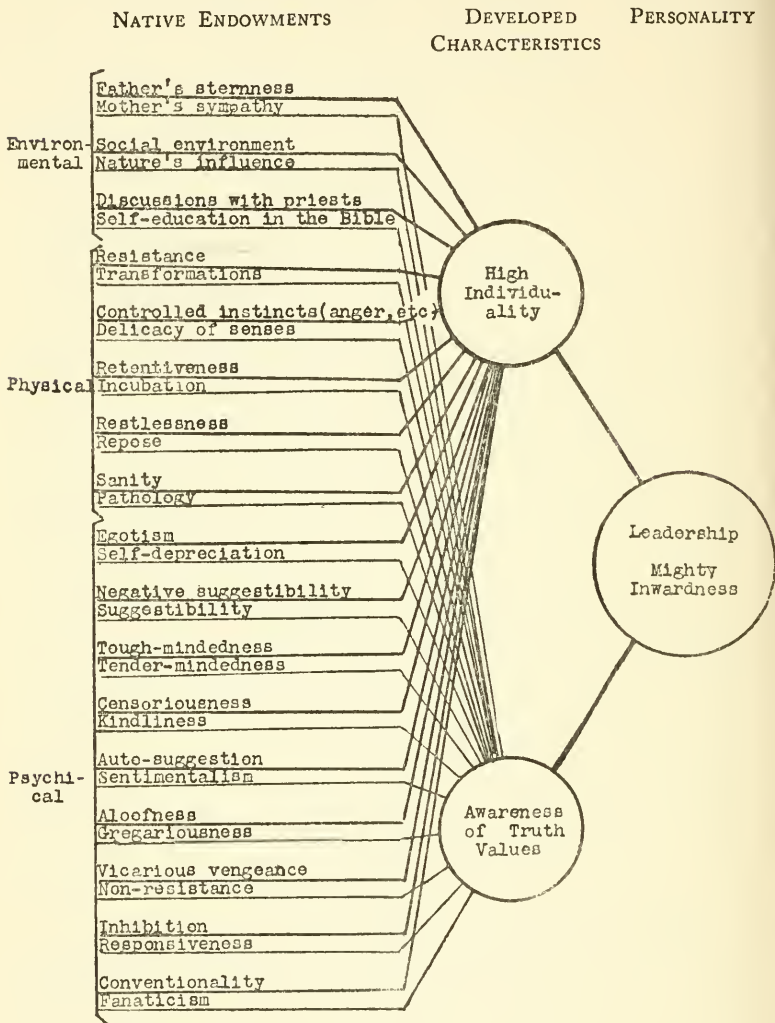 NATIVE ENDOWMENTS
DEVELOPED
CHARACTERISTICS
PERSONALITY
Environ-
mental
Father's sternness
Mother's sympathy
Social environment
Nature's influence
Discussions with priests
Self-education in the Bible
Physical
Resistance
Transformations
Controlled instincts(anger,etc)
Delicacy of senses
Retentiveness
Incubation
Restlessness
Repose
Sanity
Pathology
Psychi-
cal
Egotism
Self-depreciation
Negative suggestibility
Suggestibility
Tough-mindedness
Tender-mindedness
Censoriousness
Kindliness
Auto-suggestion
Sentimentalism
Aloofness
Gregariousness
Vicarious vengeance
Non-resistance
Inhibition
Responsiveness
Conventionality
Fanaticism
High
Individu-
ality
Awareness
of Truth
Values
Leadership
Mighty
Inwardness